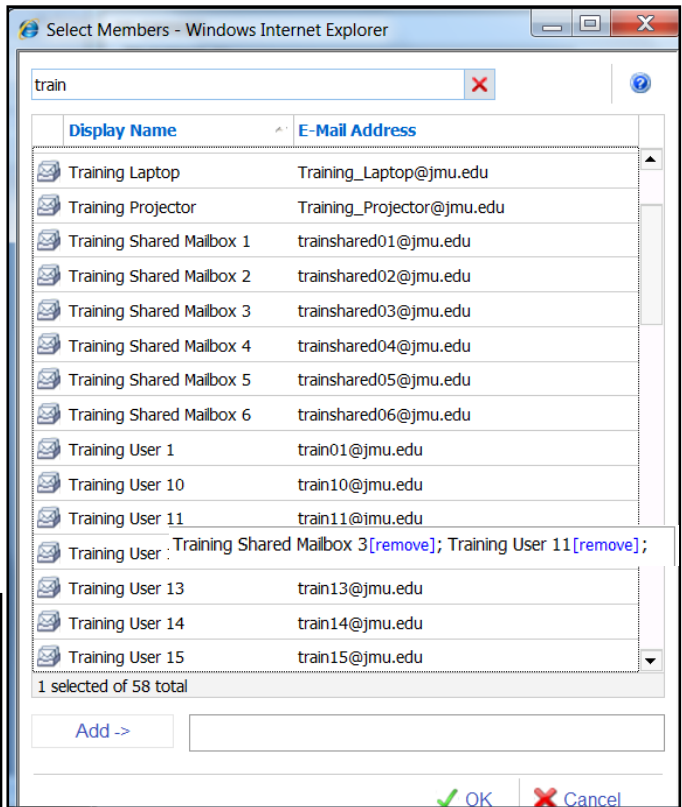 Select Members - Windows Internet Explorer
train
Display Name E-Mail Address
Training Laptop Training_Laptop@jmu.edu
Training Projector Training_Projector@jmu.edu
Training Shared Mailbox 1 trainshared01@jmu.edu
Training Shared Mailbox 2 trainshared02@jmu.edu
Training Shared Mailbox 3 trainshared03@jmu.edu
Training Shared Mailbox 4 trainshared04@jmu.edu
Training Shared Mailbox 5 trainshared05@jmu.edu
Training Shared Mailbox 6 trainshared06@jmu.edu
Training User 1 train01@jmu.edu
Training User 10 train10@jmu.edu
Training User 11 train11@jmu.edu
Training Shared Mailbox 3[remove]; Training User 11[remove];
Training User
Training User 13 train13@jmu.edu
Training User 14 train14@jmu.edu
Training User 15 train15@jmu.edu
1 selected of 58 total
Add ->
OK Cancel